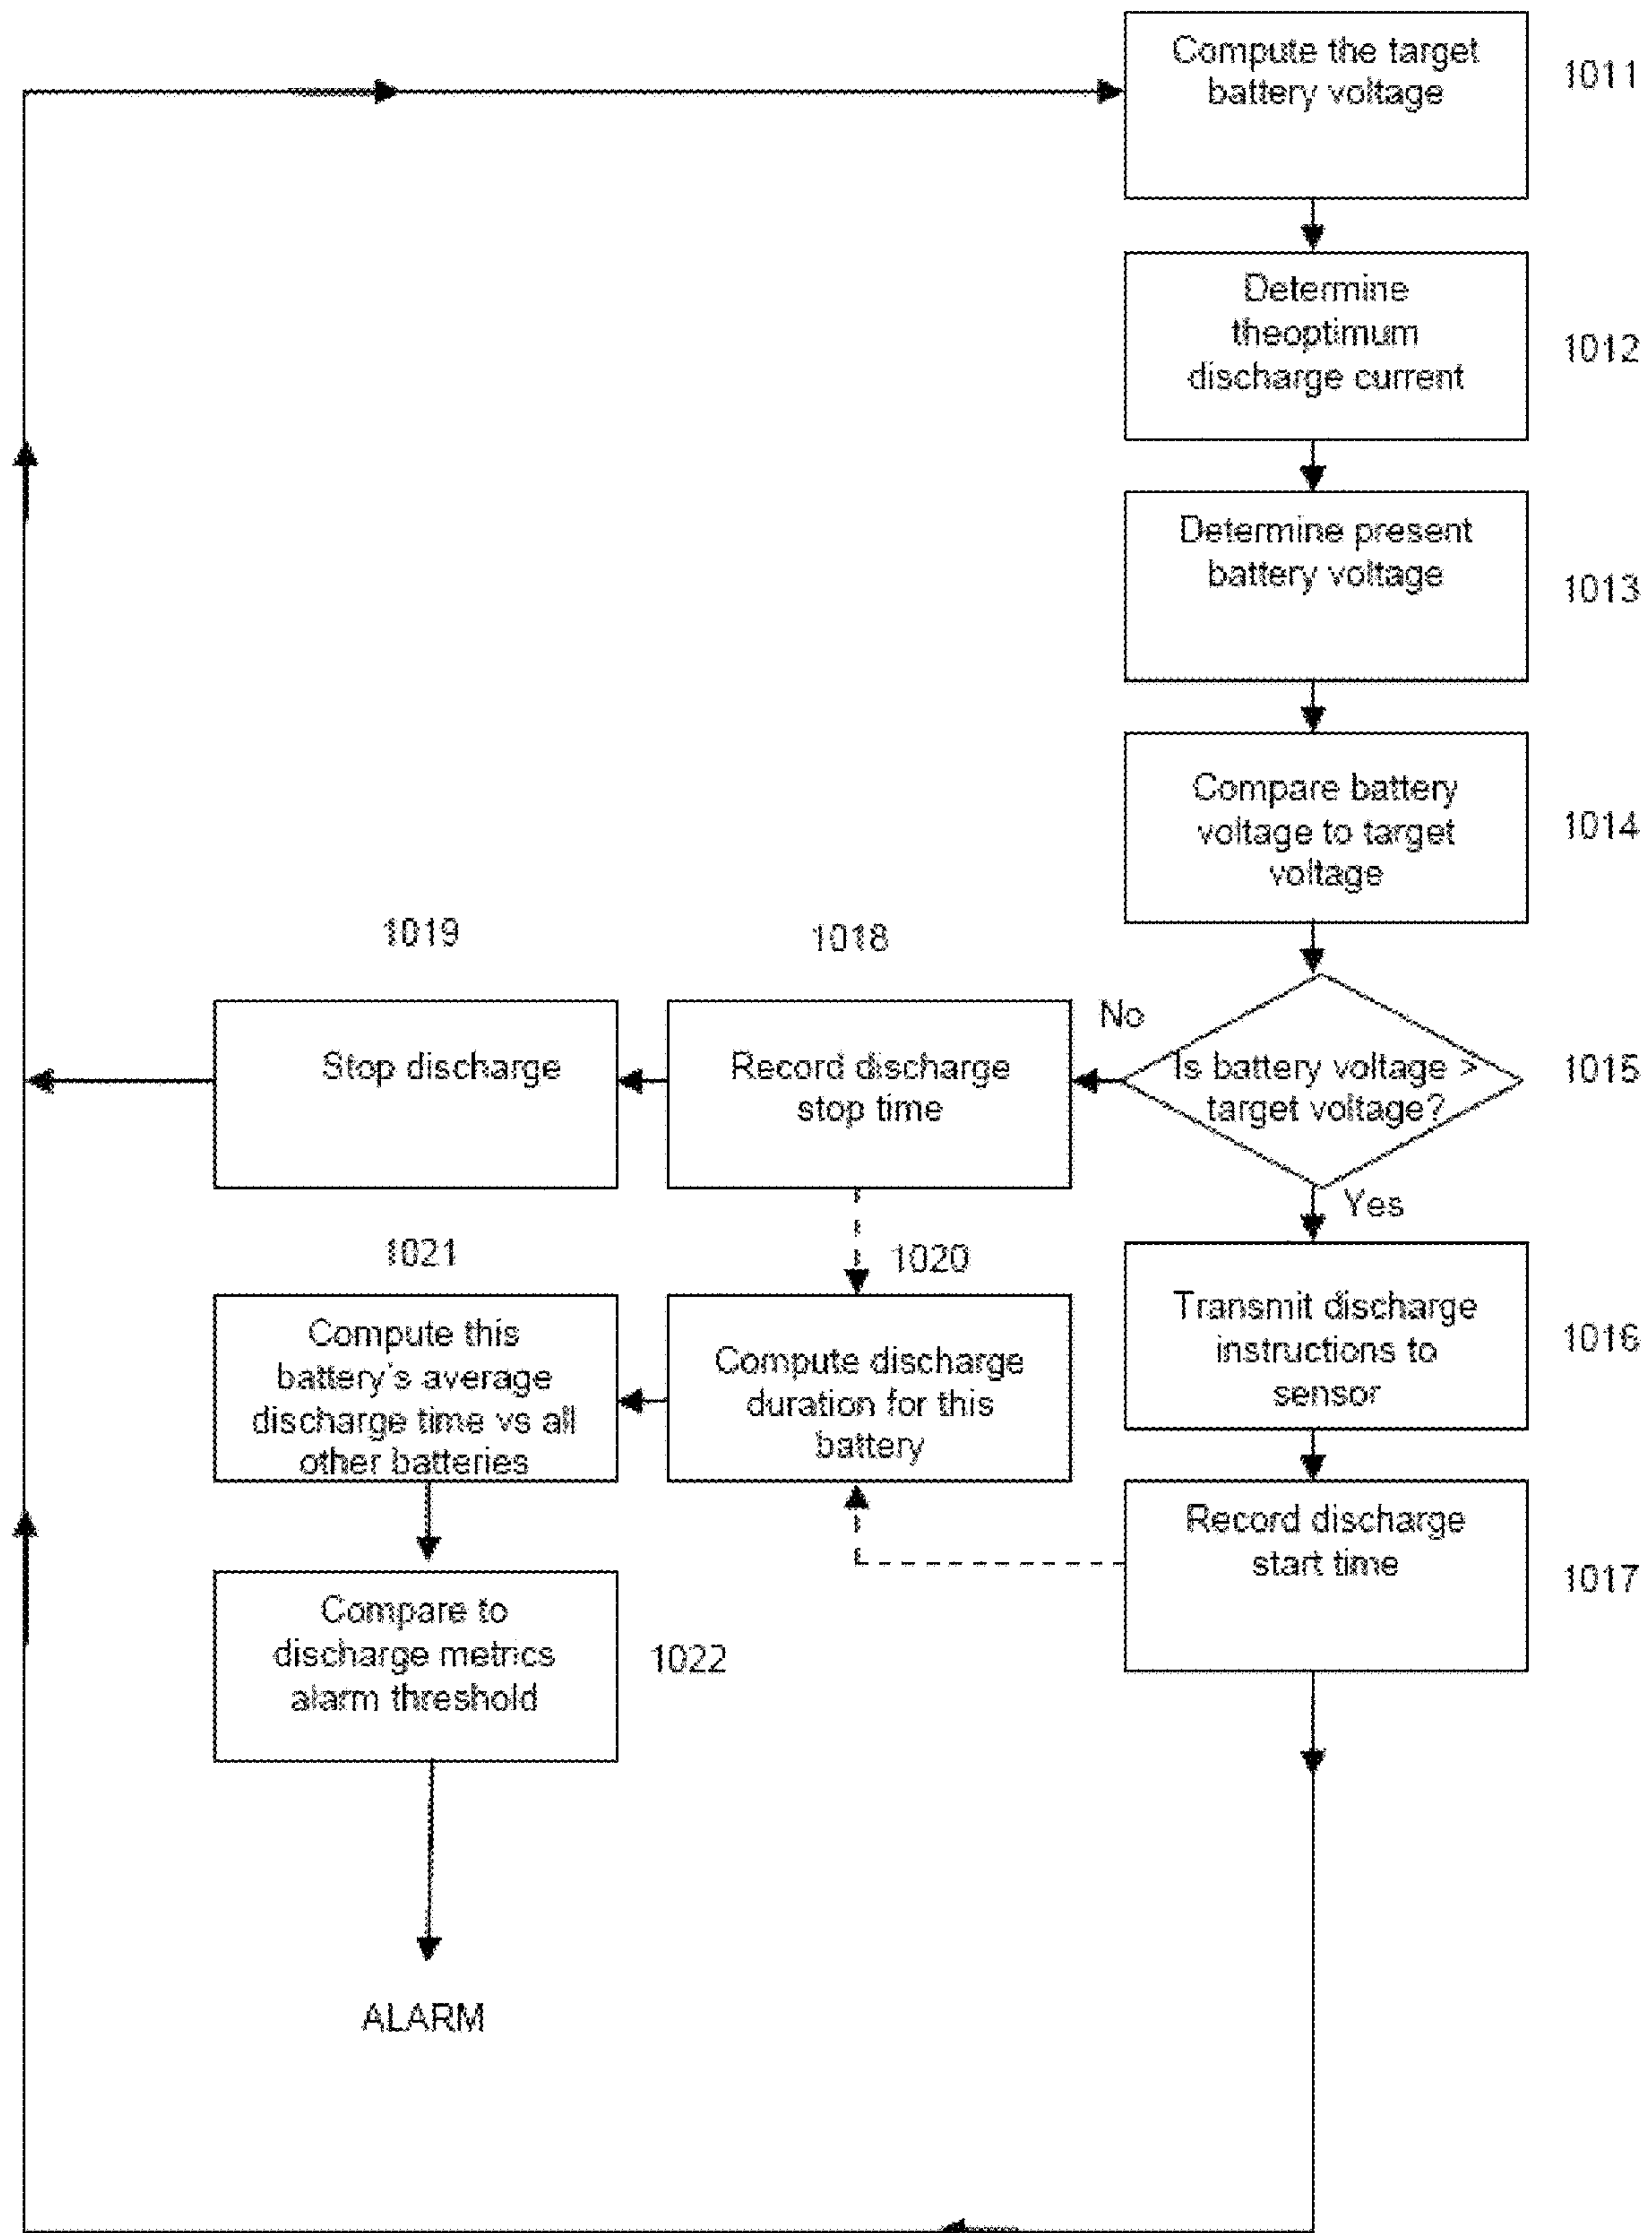 Compute the target
battery voltage
1011
Determine
theoptimum
discharge current
1012
Determine present
battery voltage
1013
Compare battery
voltage to target
voltage
1014
1019
1018
No
Stop discharge
Record discharge
stop time
Is battery voltage >
target voltage?
1015
Yes
1021
1020
Compute this
battery's average
discharge time vs all
other batteries
Compute discharge
duration for this
battery
Transmit discharge
instructions to
sensor
1016
Record discharge
start time
1017
Compare to
discharge metrics
alarm threshold
1022
ALARM